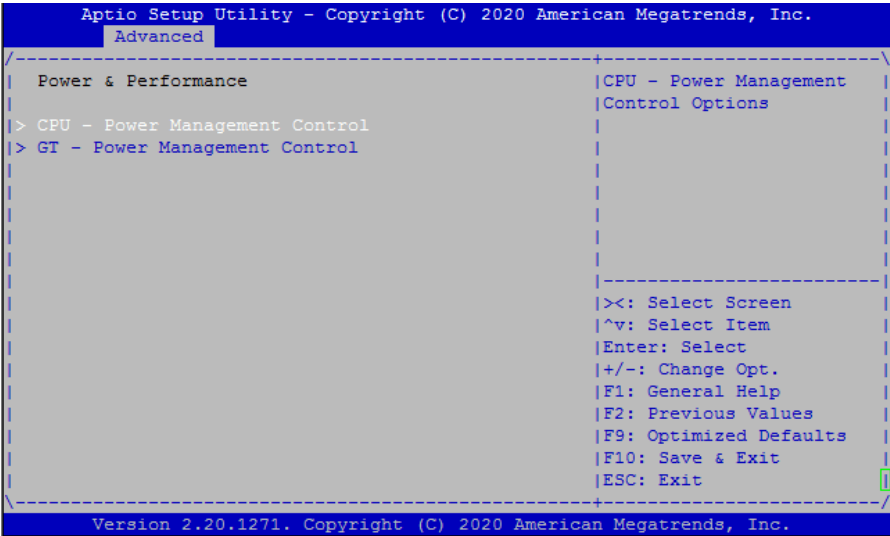 Aptio Setup Utility - Copyright (C) 2020 American Megatrends, Inc.
Advanced
/----------------------------------------------------+-------------------------\
Power & Performance
> CPU - Power Management Control
> GT - Power Management Control
|CPU - Power Management |
|Control Options |
|-------------------------|
|><: Select Screen |
|^v: Select Item |
|Enter: Select |
|+/-: Change Opt. |
|F1: General Help |
|F2: Previous Values |
|F9: Optimized Defaults |
|F10: Save & Exit |
|ESC: Exit |
\----------------------------------------------------+-------------------------/
Version 2.20.1271. Copyright (C) 2020 American Megatrends, Inc.